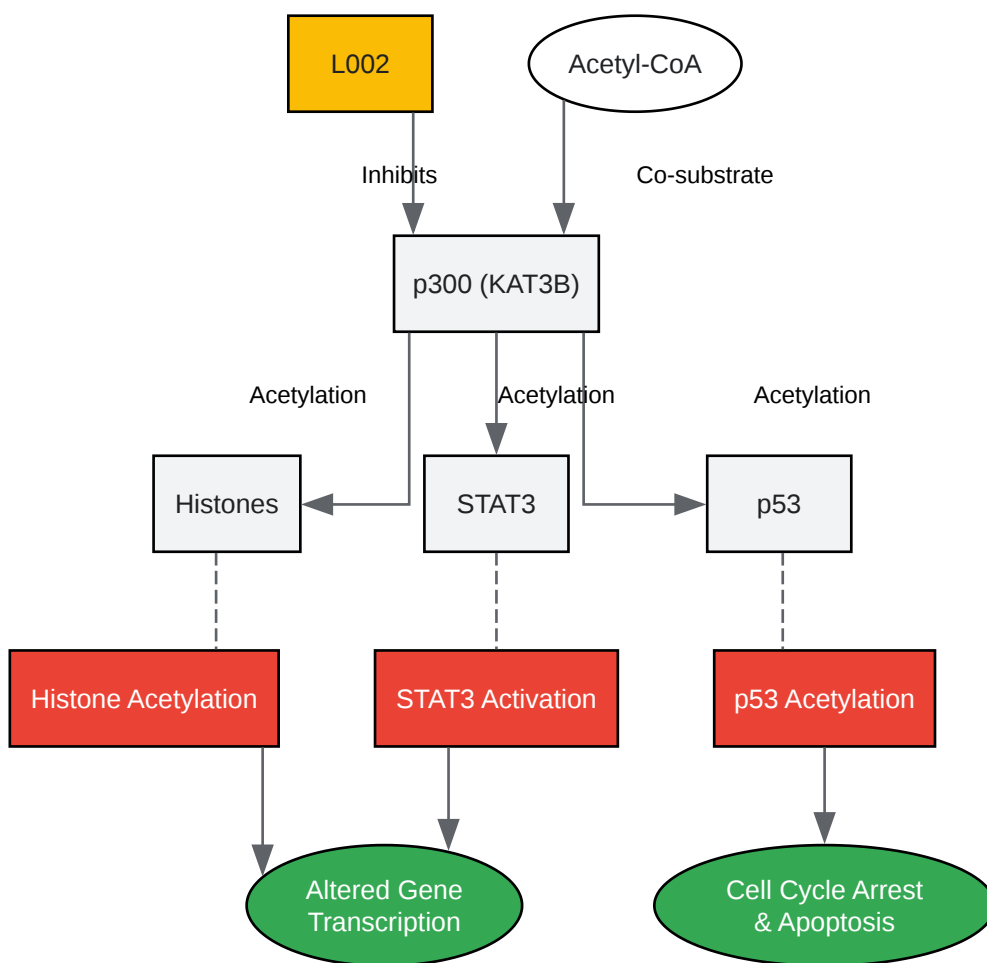 L002
Acetyl-CoA
Inhibits
Co-substrate
p300 (KAT3B)
Acetylation
Acetylation
Acetylation
Histones
STAT3
p53
Histone Acetylation
STAT3 Activation
p53 Acetylation
Altered Gene
Transcription
Cell Cycle Arrest
& Apoptosis